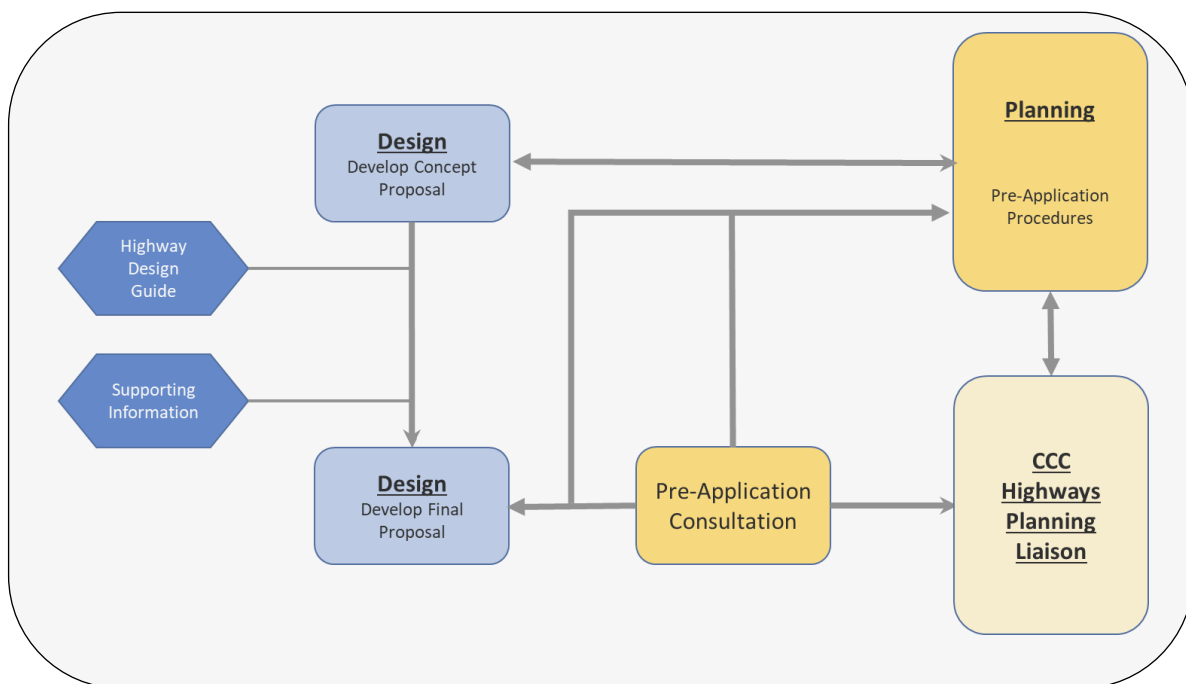 Planning
Pre-Application
Procedures
Design
Develop Concept
Proposal
Highway
Design
Guide
Supporting
Information
Design
Develop Final
Proposal
Pre-Application
Consultation
CCC
Highways
Planning
Liaison